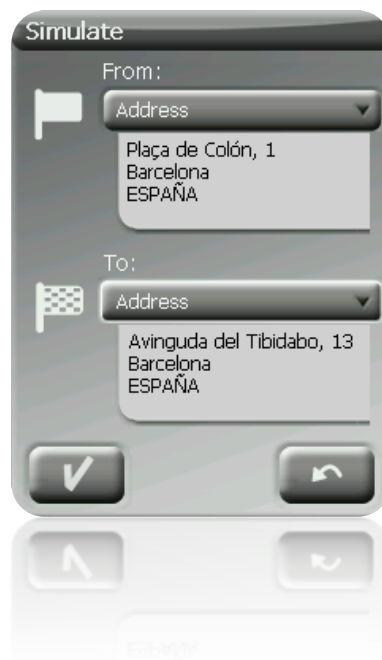 Simulate
From:
Address
Plaça de Colón, 1
Barcelona
ESPAÑA
To:
Address
Avinguda del Tibidabo, 13
Barcelona
ESPAÑA